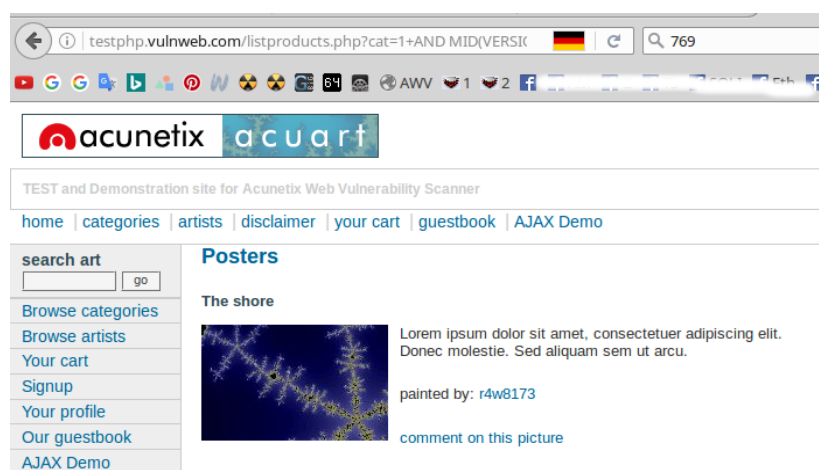 testphp.vulnweb.com/listproducts.php?cat=1+AND MID(VERSI
769
64 AWV 1 2
acunetix acuart
TEST and Demonstration site for Acunetix Web Vulnerability Scanner
home | categories | artists | disclaimer | your cart | guestbook | AJAX Demo
search art
go
Browse categories
Browse artists
Your cart
Signup
Your profile
Our guestbook
AJAX Demo
Posters
The shore
Lorem ipsum dolor sit amet, consectetuer adipiscing elit.
Donec molestie. Sed aliquam sem ut arcu.
painted by: r4w8173
comment on this picture